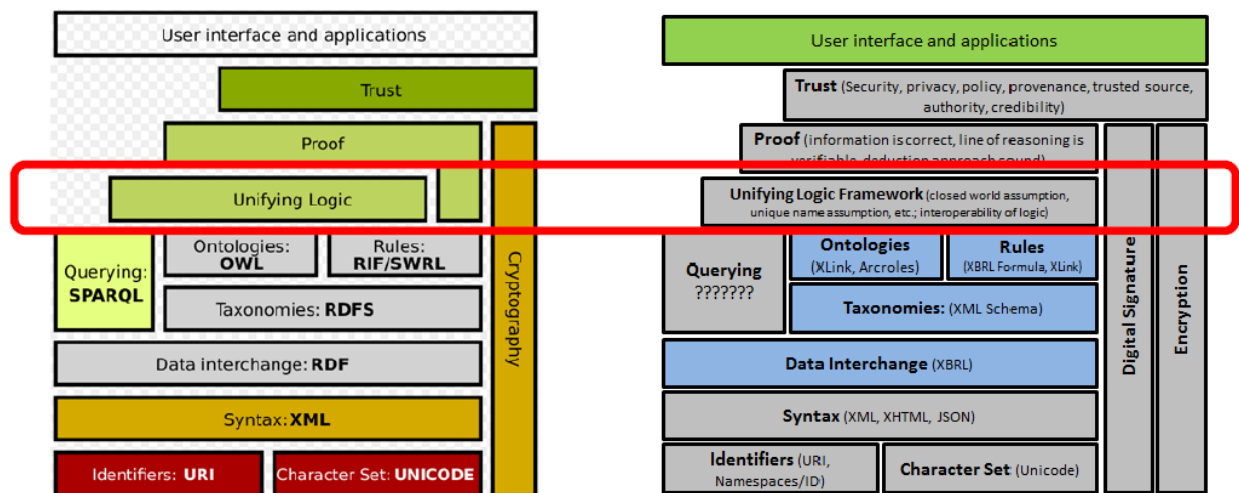 User interface and applications
Trust
Proof
Unifying Logic
Querying:
SPARQL
Ontologies:
OWL
Rules:
RIF/SWRL
Taxonomies: RDFS
Data interchange: RDF
Syntax: XML
Identifiers: URI
Character Set: UNICODE
Cryptography
User interface and applications
Trust (Security, privacy, policy, provenance, trusted source,
authority, credibility)
Proof (information is correct, line of reasoning is
verifiable, deduction approach sound)
Unifying Logic Framework (closed world assumption,
unique name assumption, etc.; interoperability of logic)
Querying
???????
Ontologies
(XLink, Arcroles)
Rules
(XBRL Formula, XLink)
Taxonomies: (XML Schema)
Data Interchange (XBRL)
Syntax (XML, XHTML, JSON)
Identifiers (URI,
Namespaces/ID)
Character Set (Unicode)
Digital Signature
Encryption